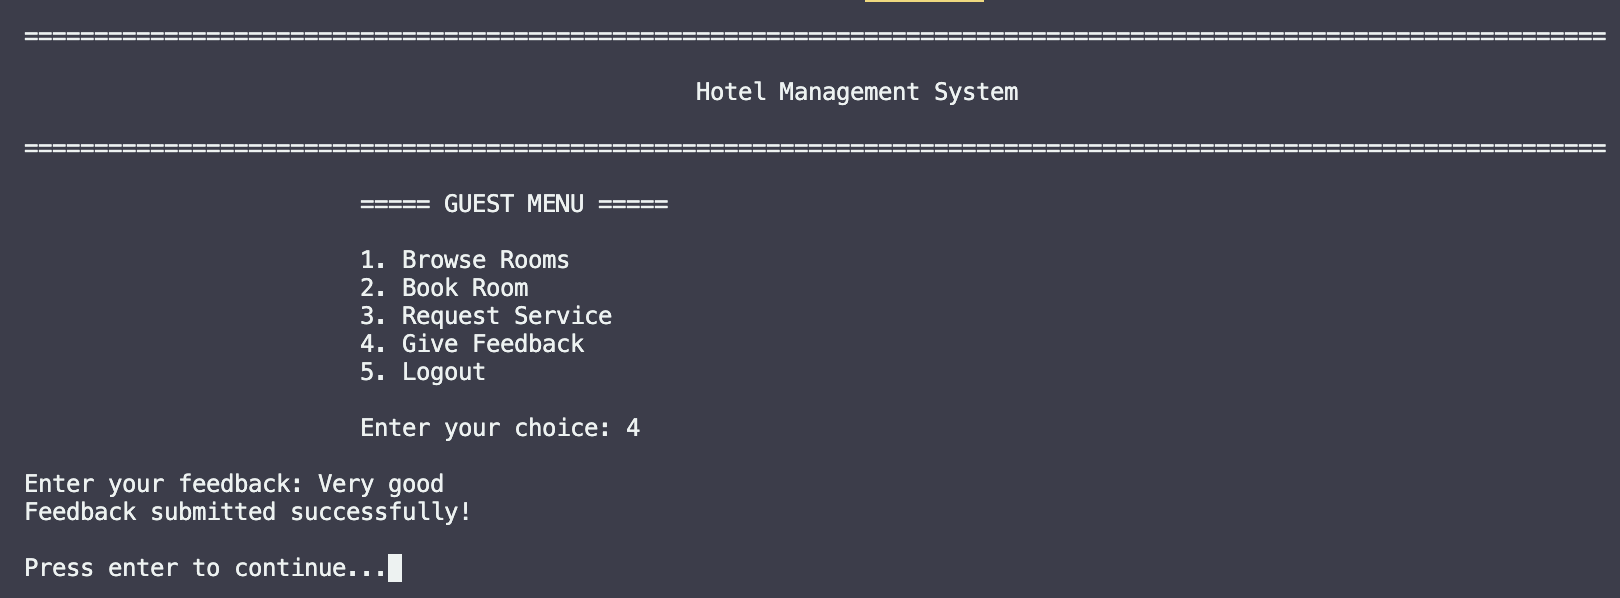 =================================================================================================================
Hotel Management System
=================================================================================================================
===== GUEST MENU =====
1. Browse Rooms
2. Book Room
3. Request Service
4. Give Feedback
5. Logout
Enter your choice: 4
Enter your feedback: Very good
Feedback submitted successfully!
Press enter to continue...